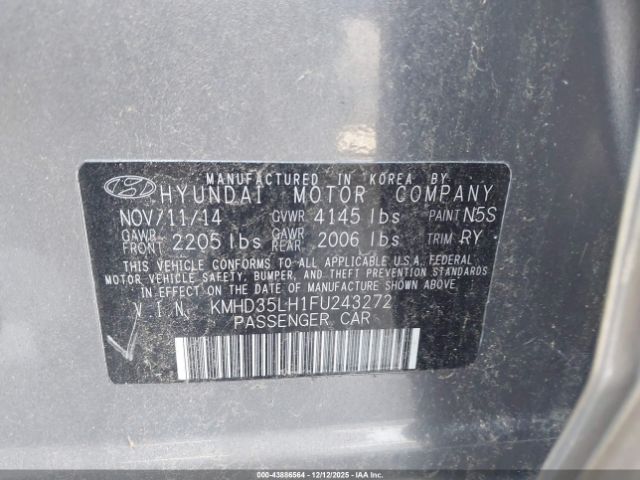 MANUFACTURED IN KOREA BY:
HYUNDAI MOTOR COMPANY
NOV/11/14 GVWR 4145 lbs PAINT N5S
GAWR FRONT 2205 lbs GAWR REAR 2006 lbs TRIM RY
THIS VEHICLE CONFORMS TO ALL APPLICABLE U.S.A. FEDERAL
MOTOR VEHICLE SAFETY, BUMPER, AND THEFT PREVENTION STANDARDS
IN EFFECT ON THE DATE OF MANUFACTURE SHOWN ABOVE.
V I N KMHD35LH1FU243272
PASSENGER CAR
© - 43886564 - 12/12/2025 - IAA Inc.